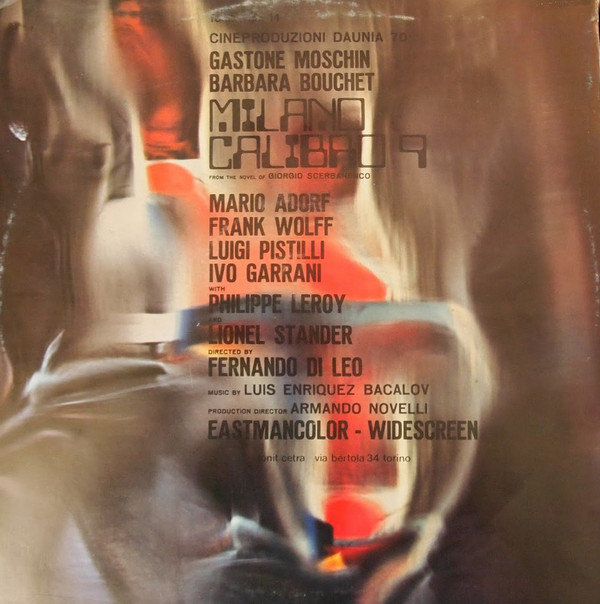 CINEPRODUZIONI DAUNIA 70
GASTONE MOSCHIN
BARBARA BOUCHET
MILANO
CALIBRO 9
FROM THE NOVEL OF GIORGIO SCERBANENCO
MARIO ADORF
FRANK WOLFF
LUIGI PISTILLI
IVO GARRANI
WITH
PHILIPPE LEROY
AND
LIONEL STANDER
DIRECTED BY
FERNANDO DI LEO
MUSIC BY LUIS ENRIQUEZ BACALOV
PRODUCTION DIRECTOR ARMANDO NOVELLI
EASTMANCOLOR - WIDESCREEN
fonit cetra via bertola 34 torino